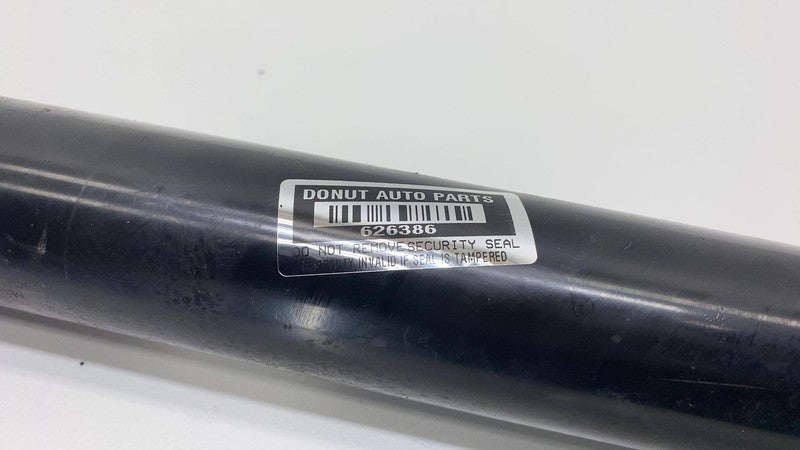 DONUT AUTO PARTS
626386
DO NOT REMOVE SECURITY SEAL
INVALID IF SEAL IS TAMPERED